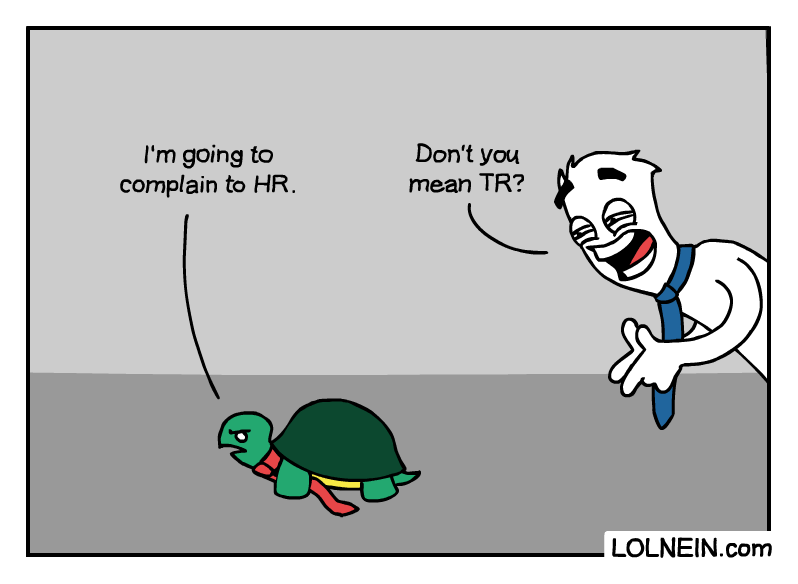 I'm going to
complain to HR.
Don't you
mean TR?
LOLNEIN.com